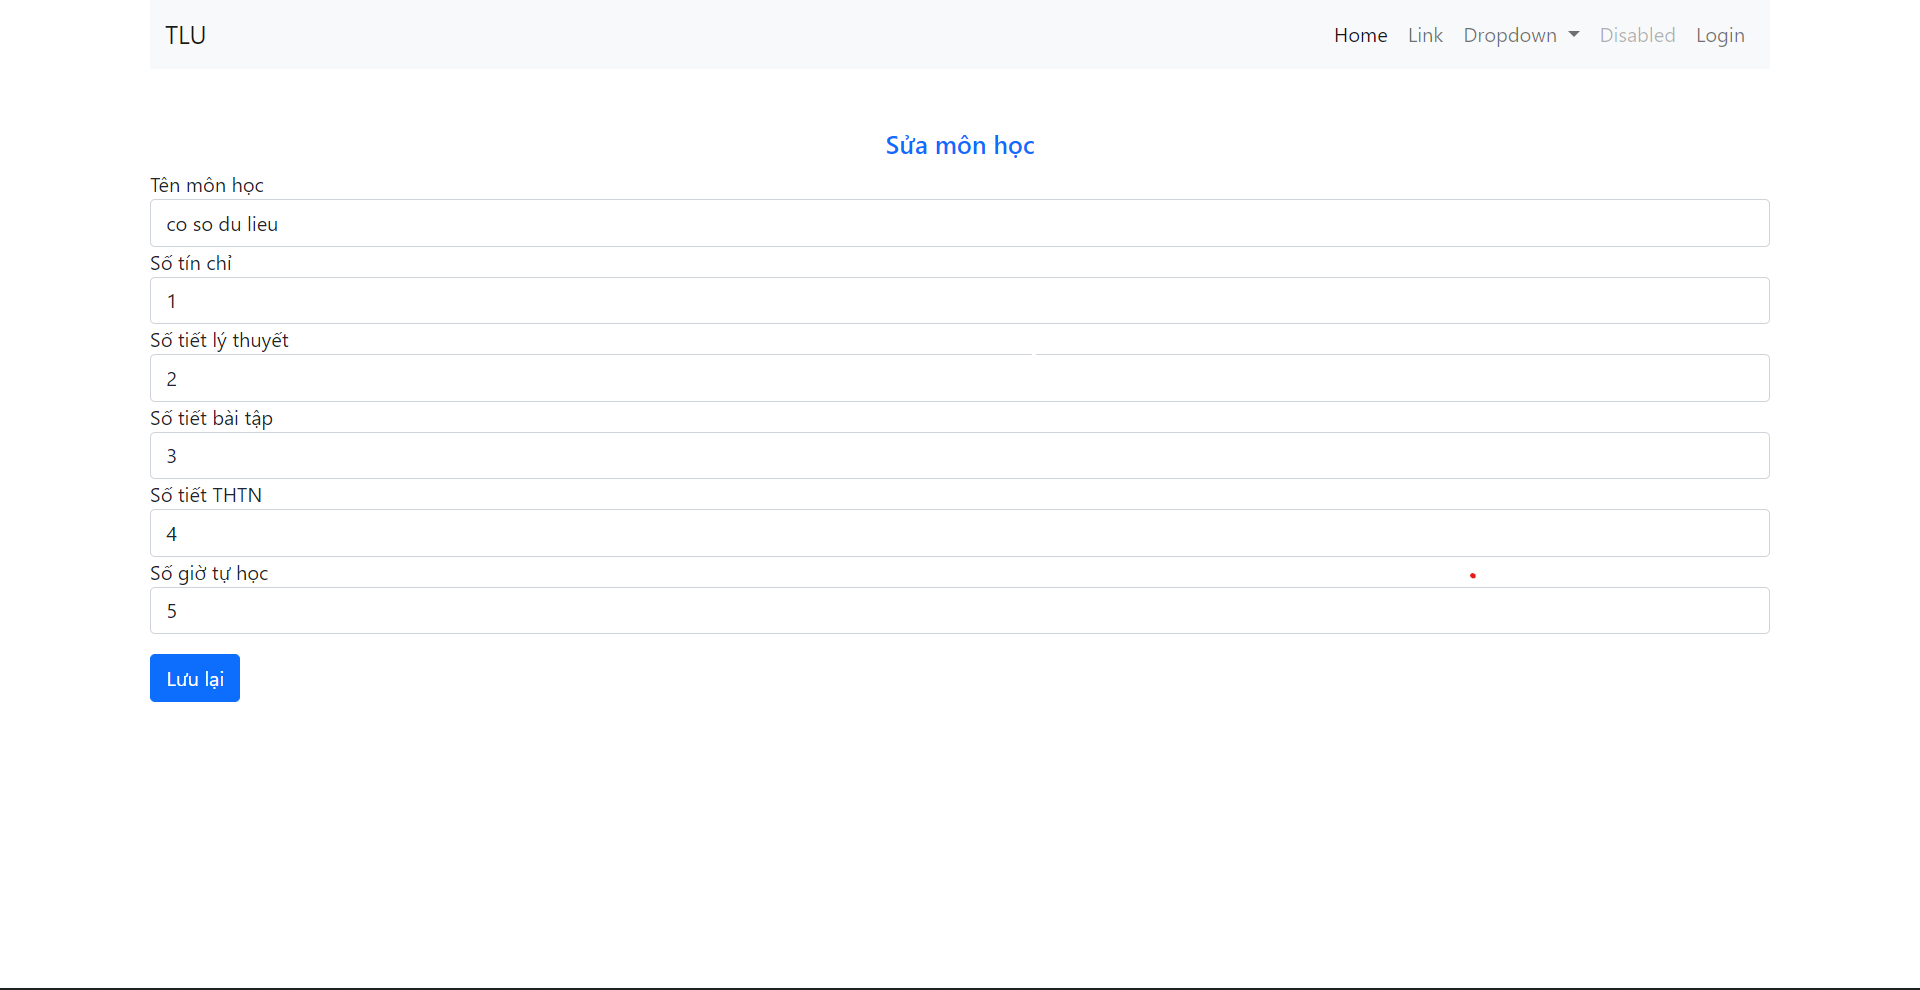 TLU Home Link Dropdown Disabled Login
Sửa môn học
Tên môn học
co so du lieu
Số tín chỉ
1
Số tiết lý thuyết
2
Số tiết bài tập
3
Số tiết THTN
4
Số giờ tự học
5
Lưu lại